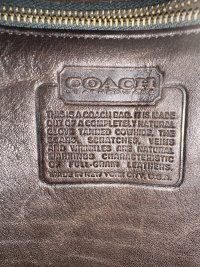 COACH
THIS IS A COACH BAG. IT IS MADE
OUT OF A COMPLETELY NATURAL
GLOVE TANNED COWHIDE. THE
SCARS, SCRATCHES, VEINS
AND WRINKLES ARE NATURAL
MARKINGS CHARACTERISTIC
OF FULL-GRAIN LEATHERS.
MADE IN NEW YORK CITY, U.S.A.